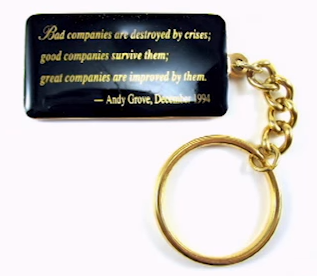 Bad companies are destroyed by crises;
good companies survive them;
great companies are improved by them.
— Andy Grove, December 1994